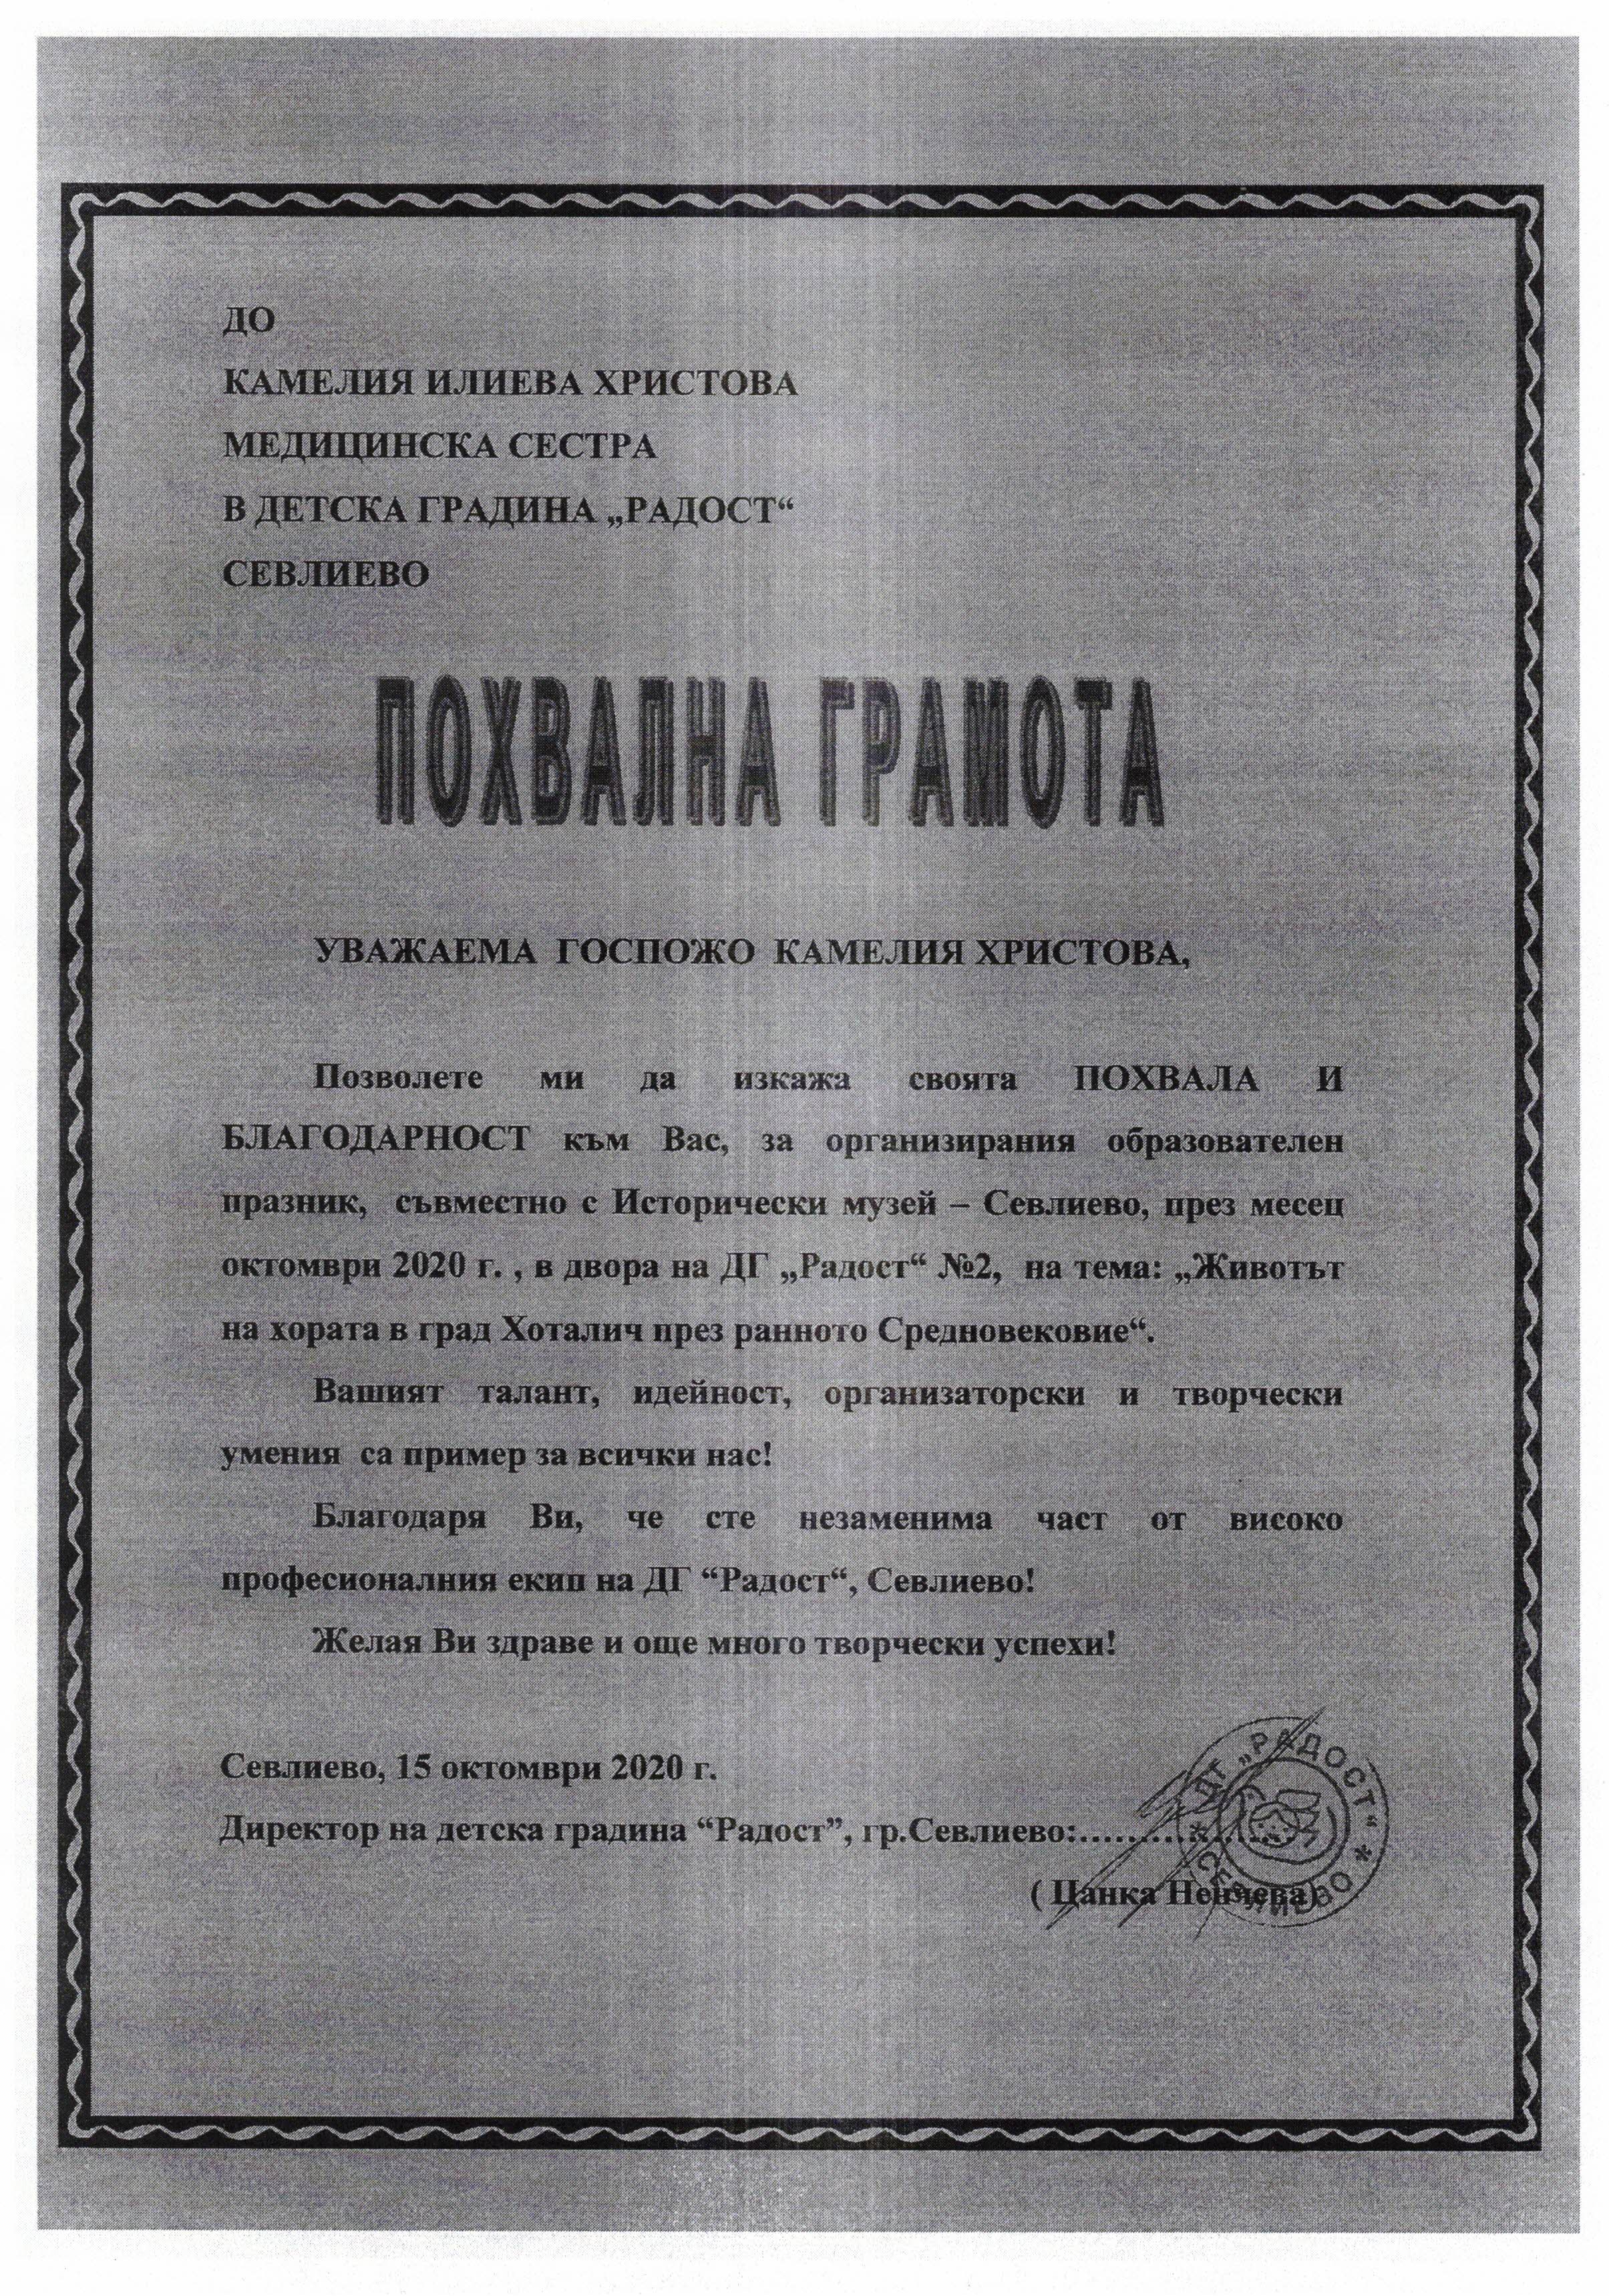 ДО
КАМЕЛИЯ ИЛИЕВА ХРИСТОВА
МЕДИЦИНСКА СЕСТРА
В ДЕТСКА ГРАДИНА „РАДОСТ“
СЕВЛИЕВО
ПОХВАЛНА ГРАМОТА
УВАЖАЕМА ГОСПОЖО КАМЕЛИЯ ХРИСТОВА,
Позволете ми да изкажа своята ПОХВАЛА И
БЛАГОДАРНОСТ към Вас, за организирания образователен
празник, съвместно с Исторически музей – Севлиево, през месец
октомври 2020 г. , в двора на ДГ „Радост“ №2, на тема: „Животът
на хората в град Хоталич през ранното Средновековие“.
Вашият талант, идейност, организаторски и творчески
умения са пример за всички нас!
Благодаря Ви, че сте незаменима част от високо
професионалния екип на ДГ “Радост“, Севлиево!
Желая Ви здраве и още много творчески успехи!
Севлиево, 15 октомври 2020 г.
Директор на детска градина “Радост”, гр.Севлиево:..................
( Цанка Ненчева)
* ДГ „РАДОСТ“ * СЕВЛИЕВО